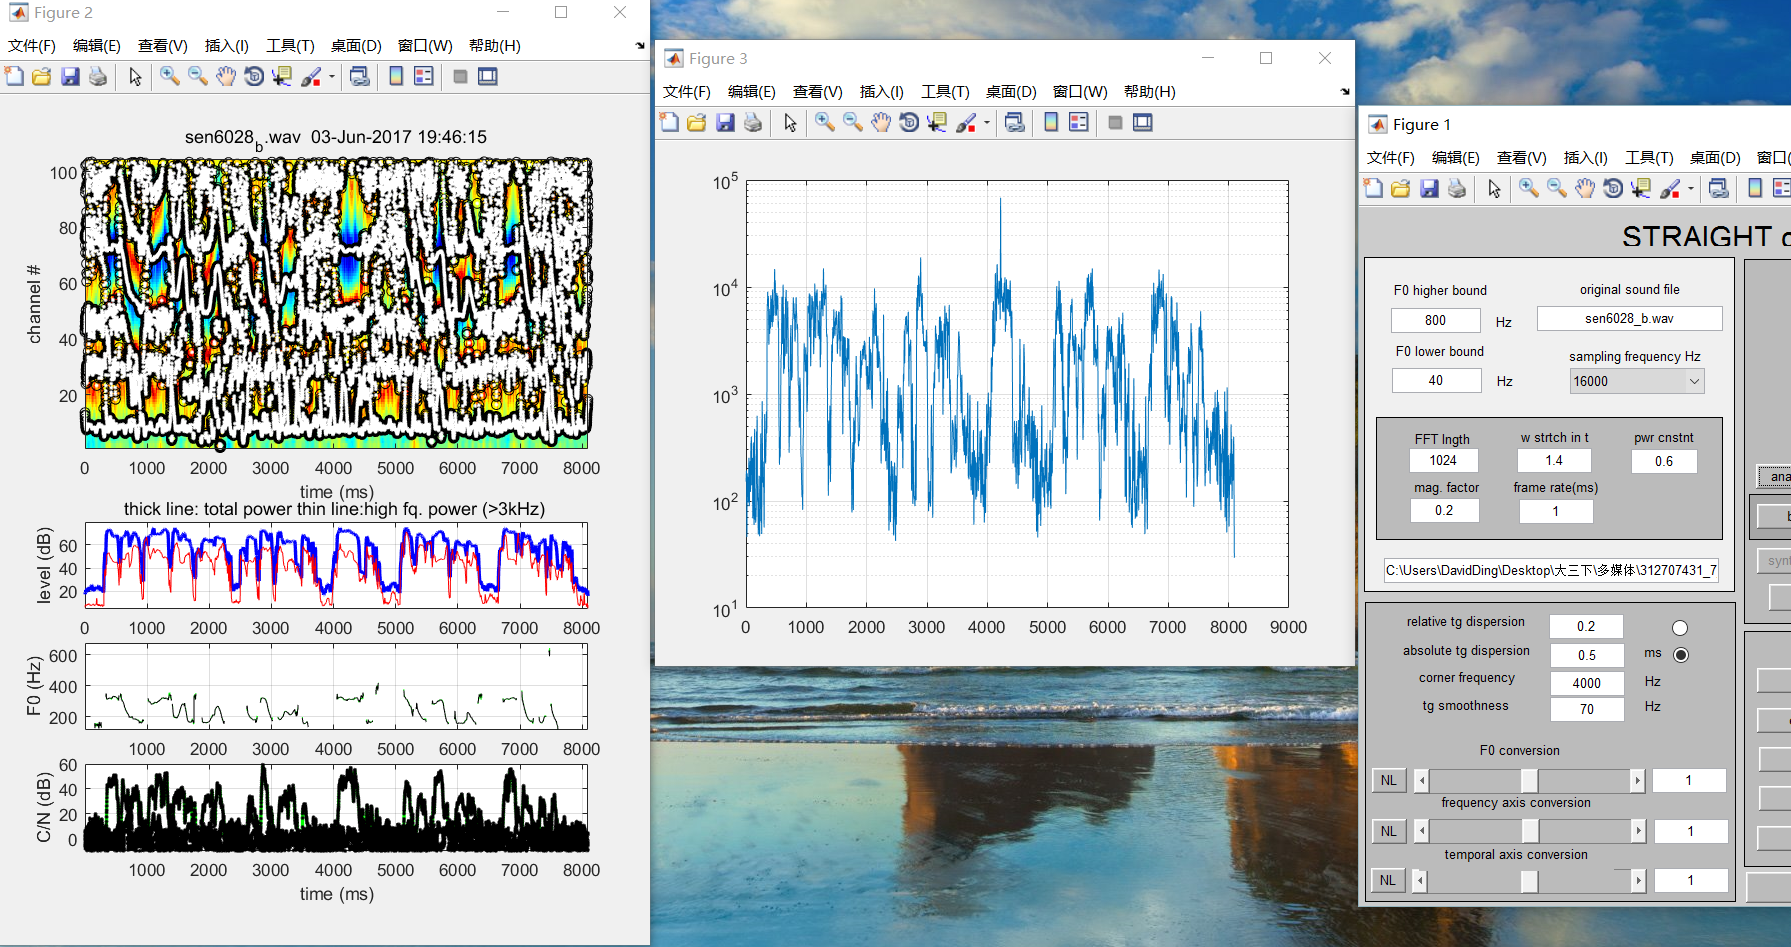 Figure 2
文件(F) 编辑(E) 查看(V) 插入(I) 工具(T) 桌面(D) 窗口(W) 帮助(H)
sen6028_b.wav 03-Jun-2017 19:46:15
channel #
100
80
60
40
20
0 1000 2000 3000 4000 5000 6000 7000 8000
time (ms)
thick line: total power thin line:high fq. power (>3kHz)
level (dB)
60
40
20
0 1000 2000 3000 4000 5000 6000 7000 8000
F0 (Hz)
600
400
200
1000 2000 3000 4000 5000 6000 7000 8000
C/N (dB)
60
40
20
0
1000 2000 3000 4000 5000 6000 7000 8000
time (ms)
Figure 3
文件(F) 编辑(E) 查看(V) 插入(I) 工具(T) 桌面(D) 窗口(W) 帮助(H)
10^5
10^4
10^3
10^2
10^1
0 1000 2000 3000 4000 5000 6000 7000 8000 9000
Figure 1
文件(F) 编辑(E) 查看(V) 插入(I) 工具(T) 桌面(D) 窗口(
STRAIGHT
F0 higher bound original sound file
800 Hz sen6028_b.wav
F0 lower bound sampling frequency Hz
40 Hz 16000
FFT lngth w strtch in t pwr cnstnt
1024 1.4 0.6
mag. factor frame rate(ms)
0.2 1
ana
syn
C:\Users\DavidDing\Desktop\大三下\多媒体\312707431_7
relative tg dispersion 0.2
absolute tg dispersion 0.5 ms
corner frequency 4000 Hz
tg smoothness 70 Hz
F0 conversion
NL 1
frequency axis conversion
NL 1
temporal axis conversion
NL 1